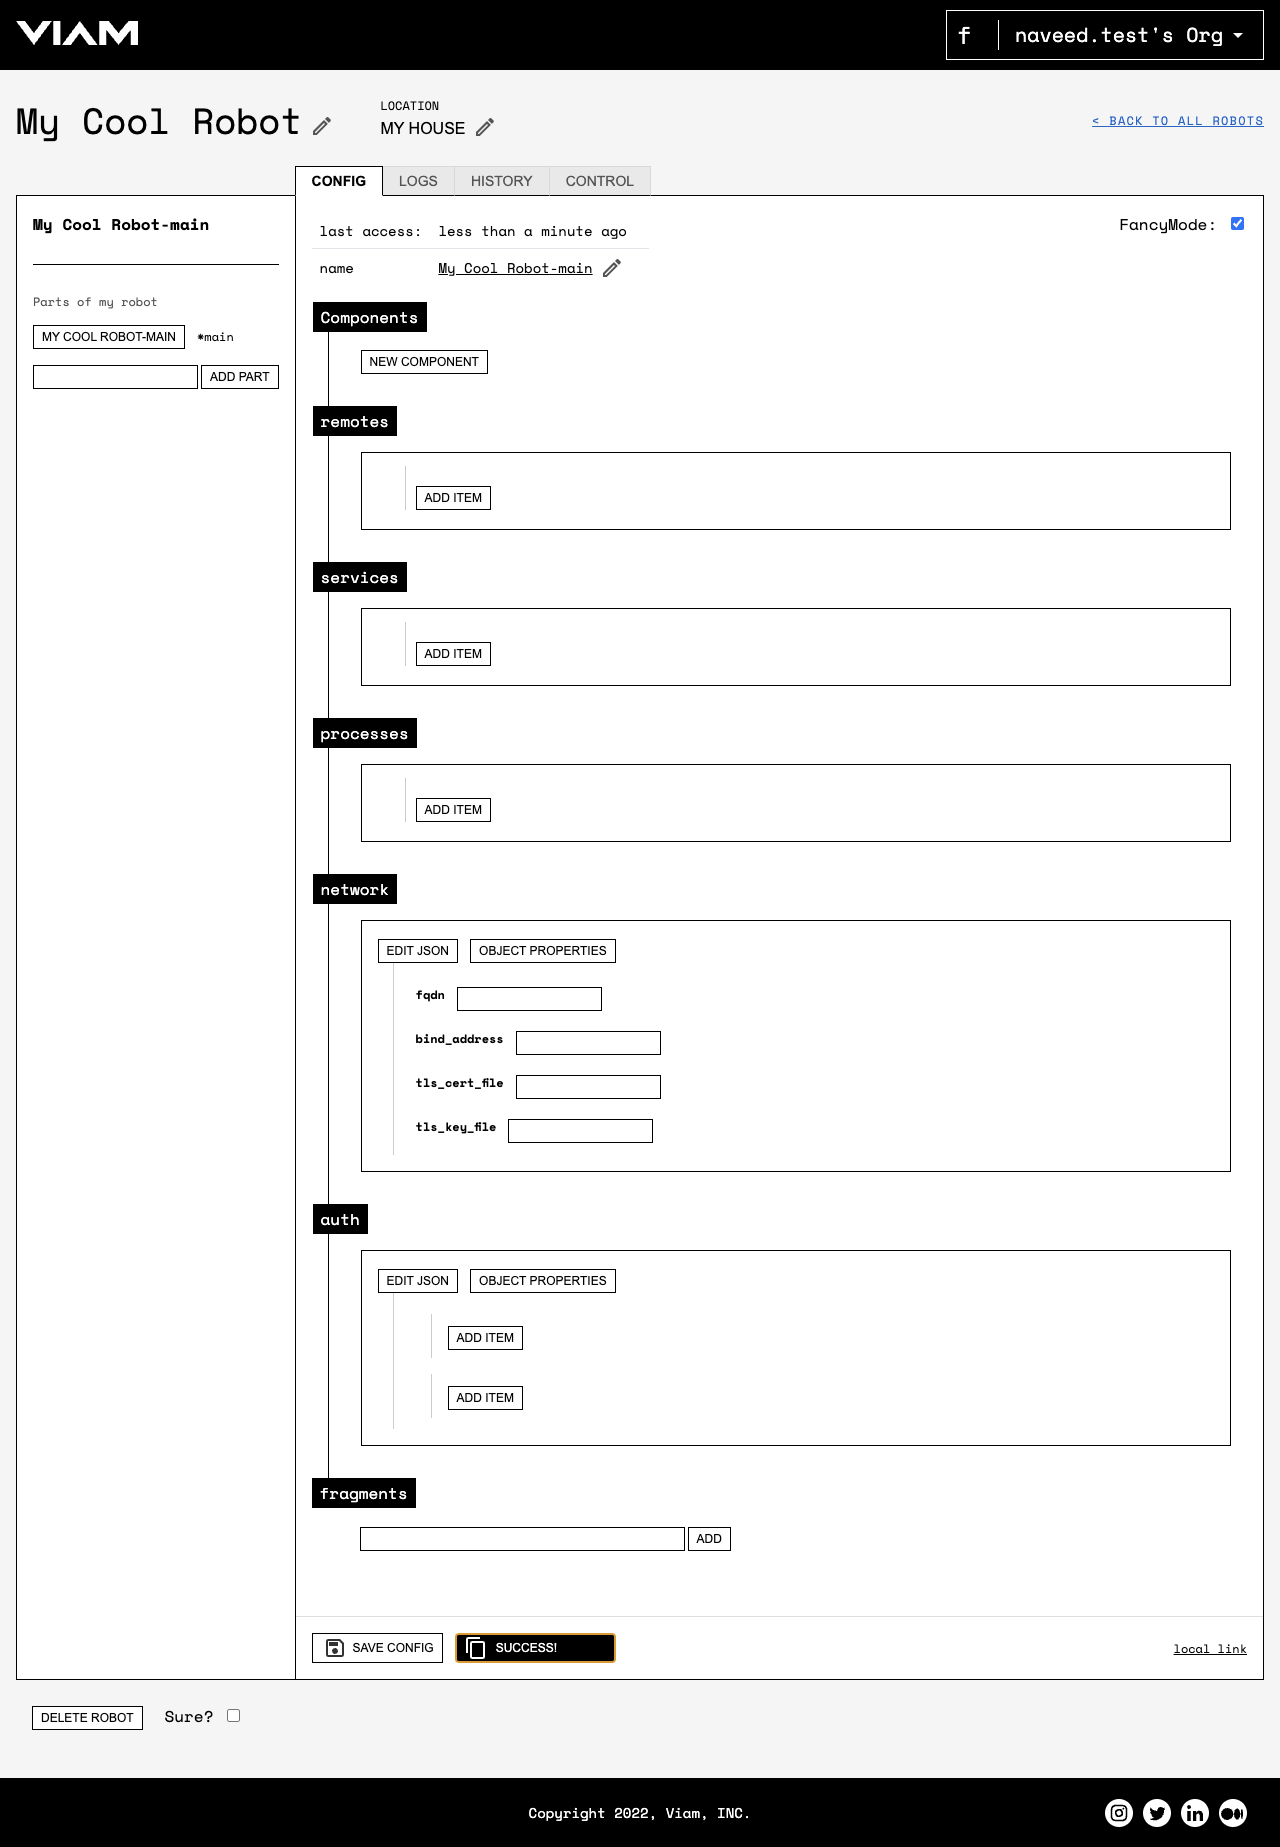 VIAM
f
naveed.test's Org
My Cool Robot
LOCATION
MY HOUSE
< BACK TO ALL ROBOTS
CONFIG
LOGS
HISTORY
CONTROL
My Cool Robot-main
Parts of my robot
MY COOL ROBOT-MAIN *main
ADD PART
last access: less than a minute ago
FancyMode:
name My Cool Robot-main
Components
NEW COMPONENT
remotes
ADD ITEM
services
ADD ITEM
processes
ADD ITEM
network
EDIT JSON OBJECT PROPERTIES
fqdn
bind_address
tls_cert_file
tls_key_file
auth
EDIT JSON OBJECT PROPERTIES
ADD ITEM
ADD ITEM
fragments
ADD
SAVE CONFIG
SUCCESS!
local link
DELETE ROBOT Sure?
Copyright 2022, Viam, INC.